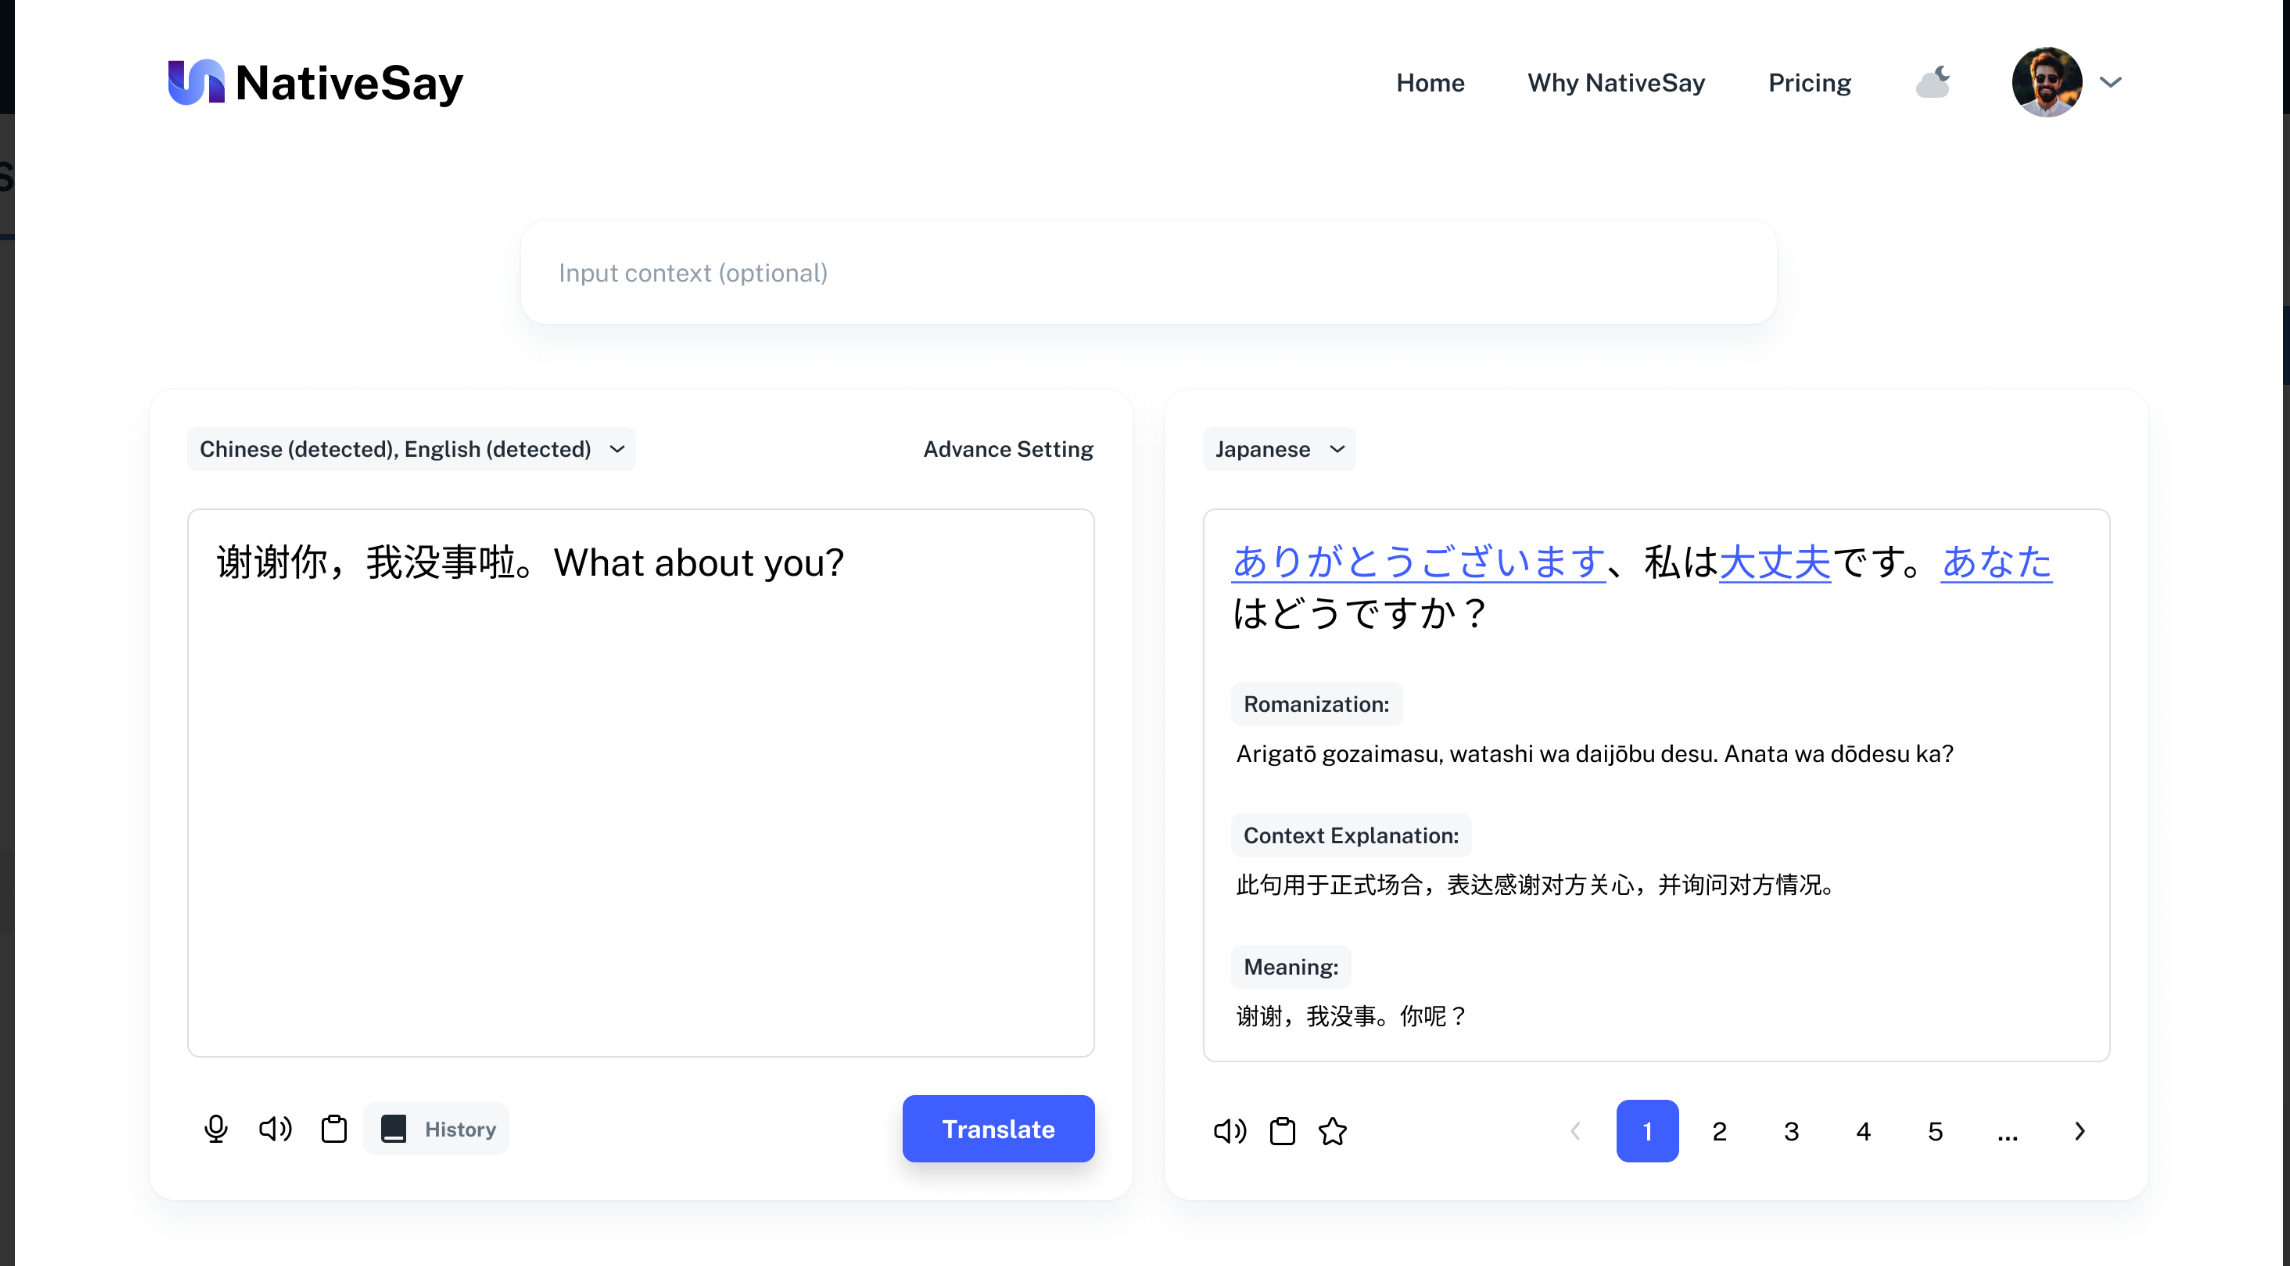 NativeSay
Home
Why NativeSay
Pricing
s
Input context (optional)
Chinese (detected), English (detected)
Advance Setting
谢谢你，我没事啦。What about you?
History
Translate
Japanese
ありがとうございます、私は大丈夫です。あなた
はどうですか？
Romanization:
Arigatō gozaimasu, watashi wa daijōbu desu. Anata wa dōdesu ka?
Context Explanation:
此句用于正式场合，表达感谢对方关心，并询问对方情况。
Meaning:
谢谢，我没事。你呢？
1 2 3 4 5 ...